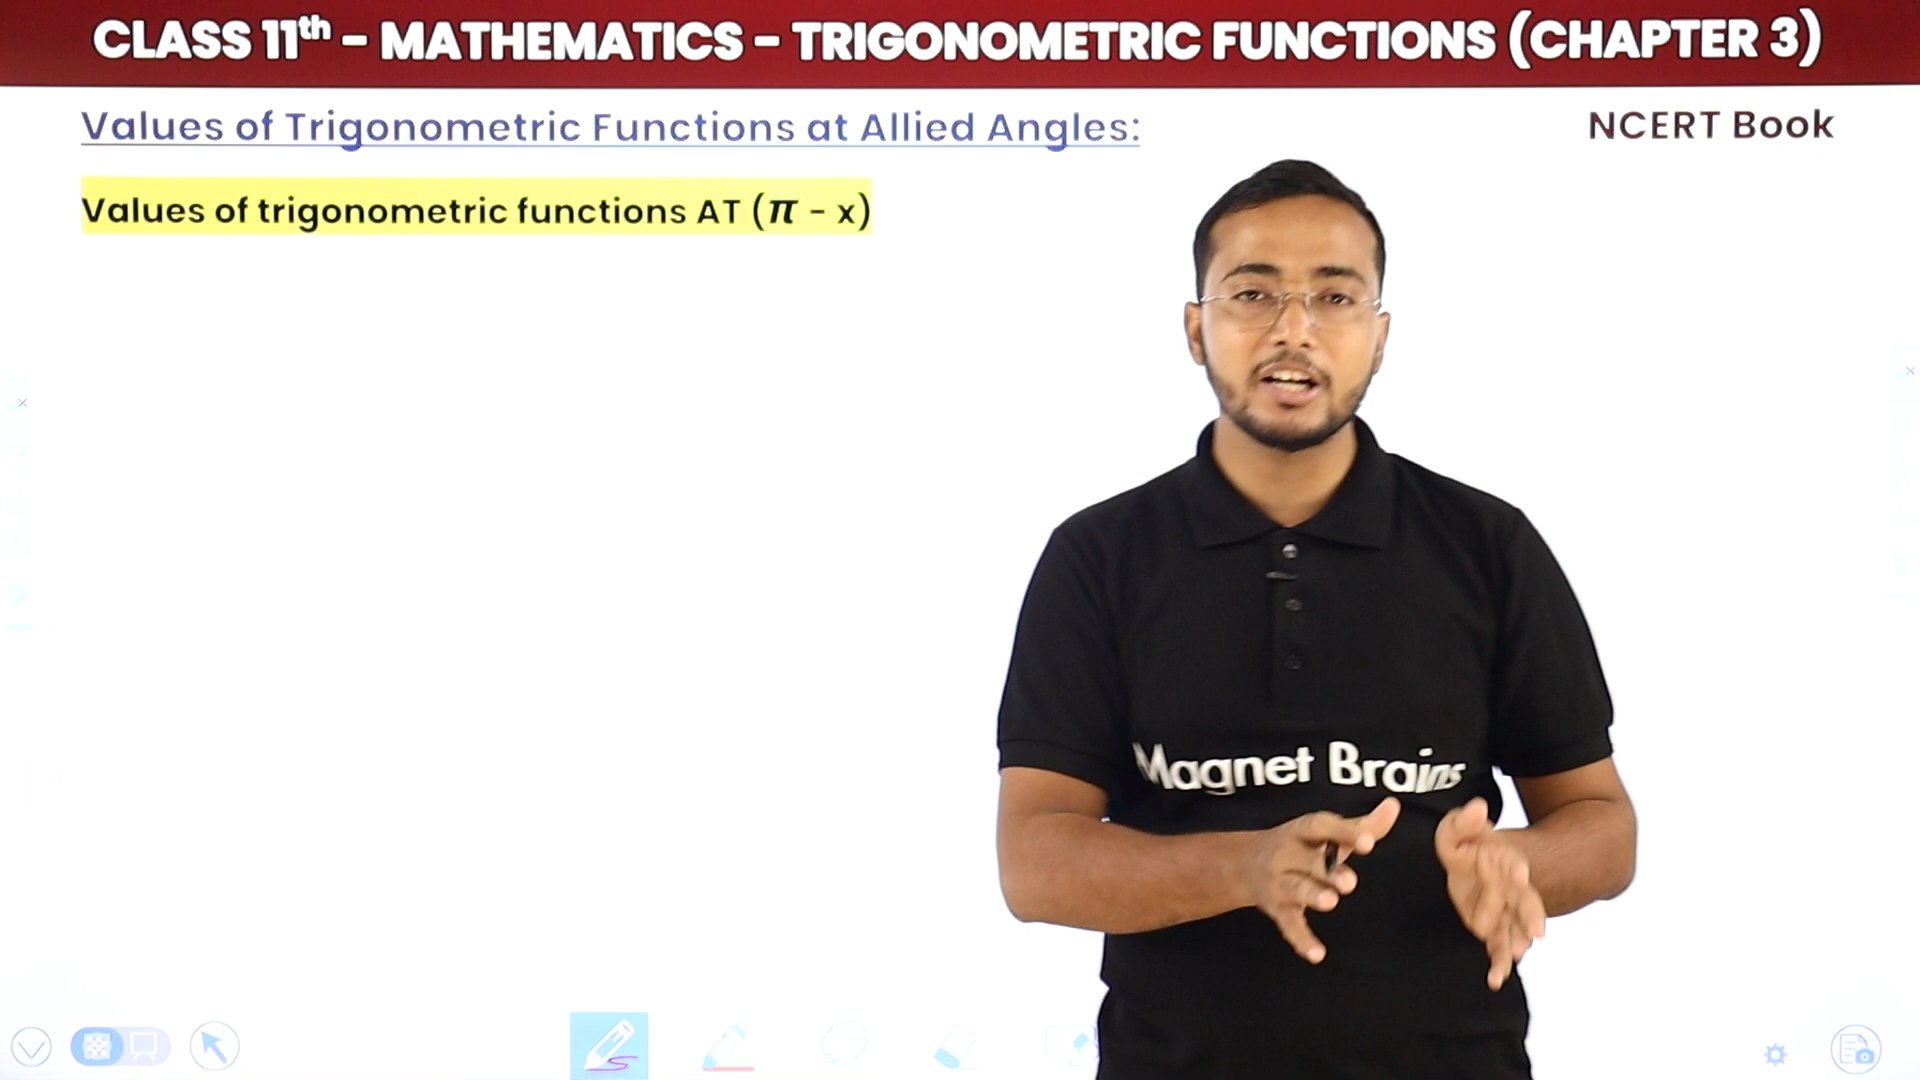 CLASS 11th - MATHEMATICS - TRIGONOMETRIC FUNCTIONS (CHAPTER 3)
Values of Trigonometric Functions at Allied Angles:
NCERT Book
Values of trigonometric functions AT (π - x)
Magnet Brains